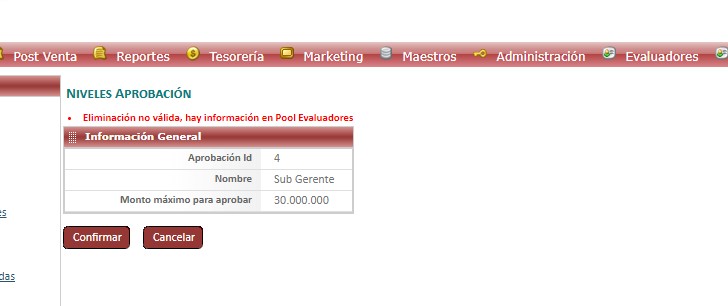 Post Venta Reportes Tesorería Marketing Maestros Administración Evaluadores
NIVELES APROBACIÓN
Eliminación no válida, hay información en Pool Evaluadores
Información General
Aprobación Id 4
Nombre Sub Gerente
Monto máximo para aprobar 30.000.000
es
Confirmar Cancelar
das